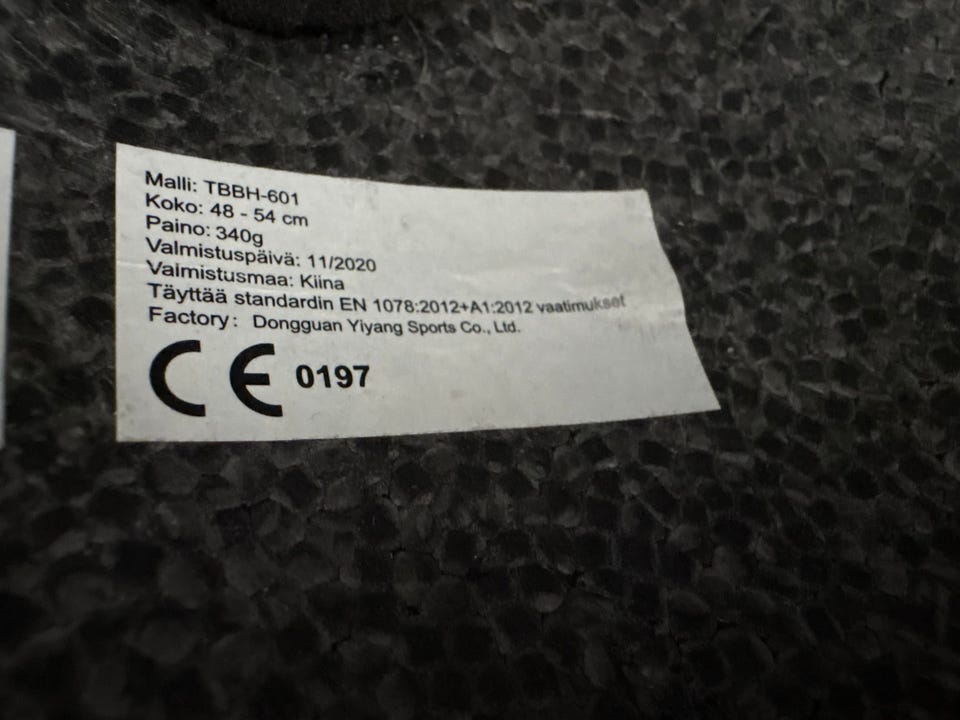 Malli: TBBH-601
Koko: 48 - 54 cm
Paino: 340g
Valmistuspäivä: 11/2020
Valmistusmaa: Kiina
Täyttää standardin EN 1078:2012+A1:2012 vaatimukset
Factory: Dongguan Yiyang Sports Co., Ltd.
CE 0197